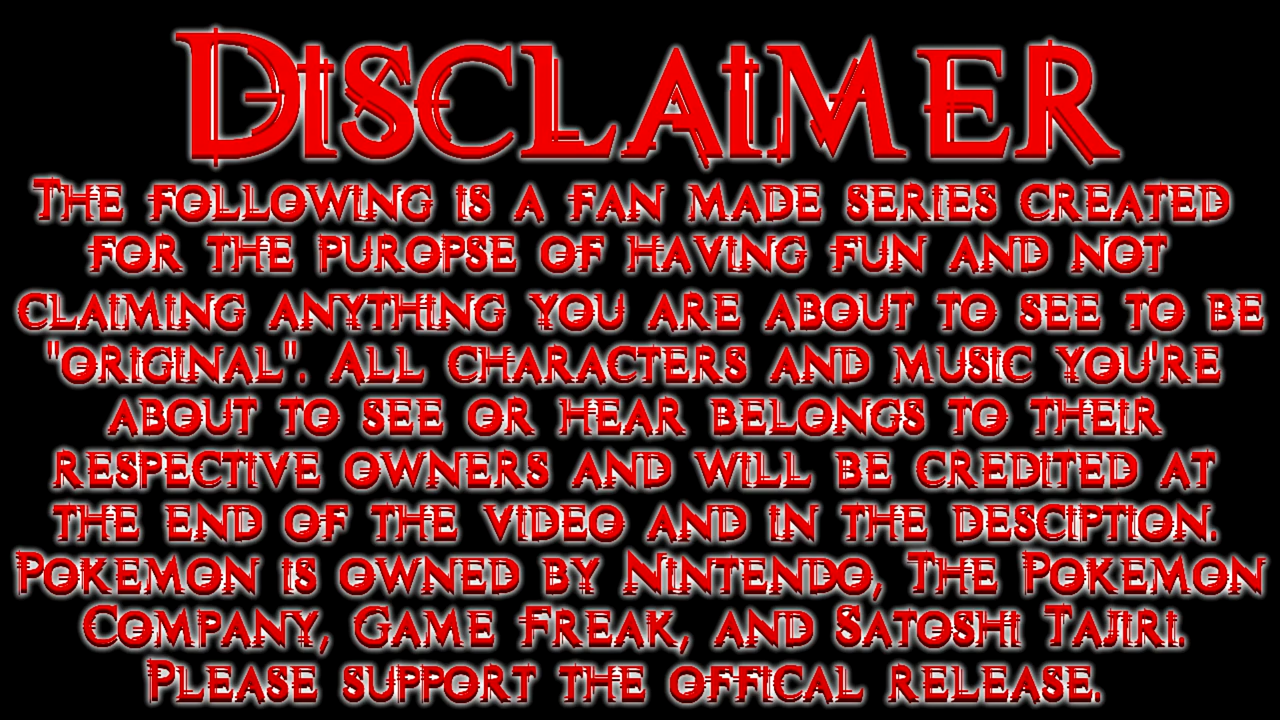 Disclaimer
The following is a fan made series created
for the puropse of having fun and not
claiming anything you are about to see to be
"original". All characters and music you're
about to see or hear belongs to their
respective owners and will be credited at
the end of the video and in the desciption.
Pokemon is owned by Nintendo, The Pokemon
Company, Game Freak, and Satoshi Tajiri.
Please support the offical release.